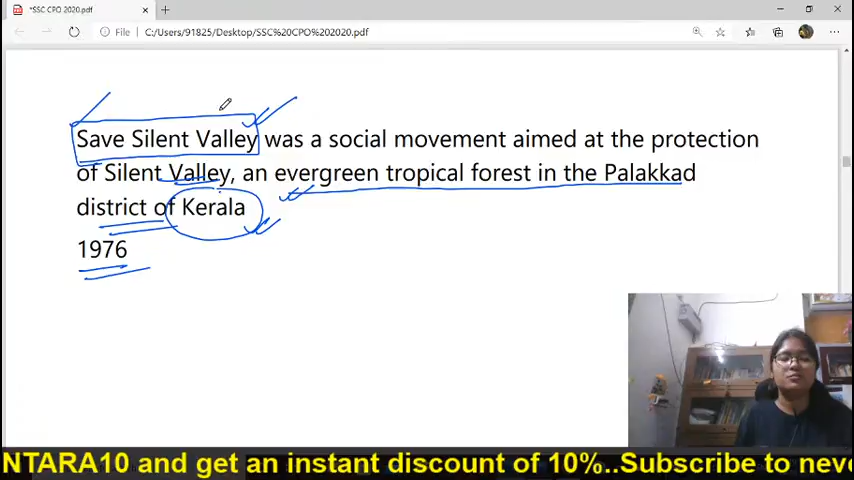 *SSC CPO 2020.pdf
File
C:/Users/91825/Desktop/SSC%20CPO%202020.pdf
Save Silent Valley was a social movement aimed at the protection
of Silent Valley, an evergreen tropical forest in the Palakkad
district of Kerala
1976
NTARA10 and get an instant discount of 10%..Subscribe to neve